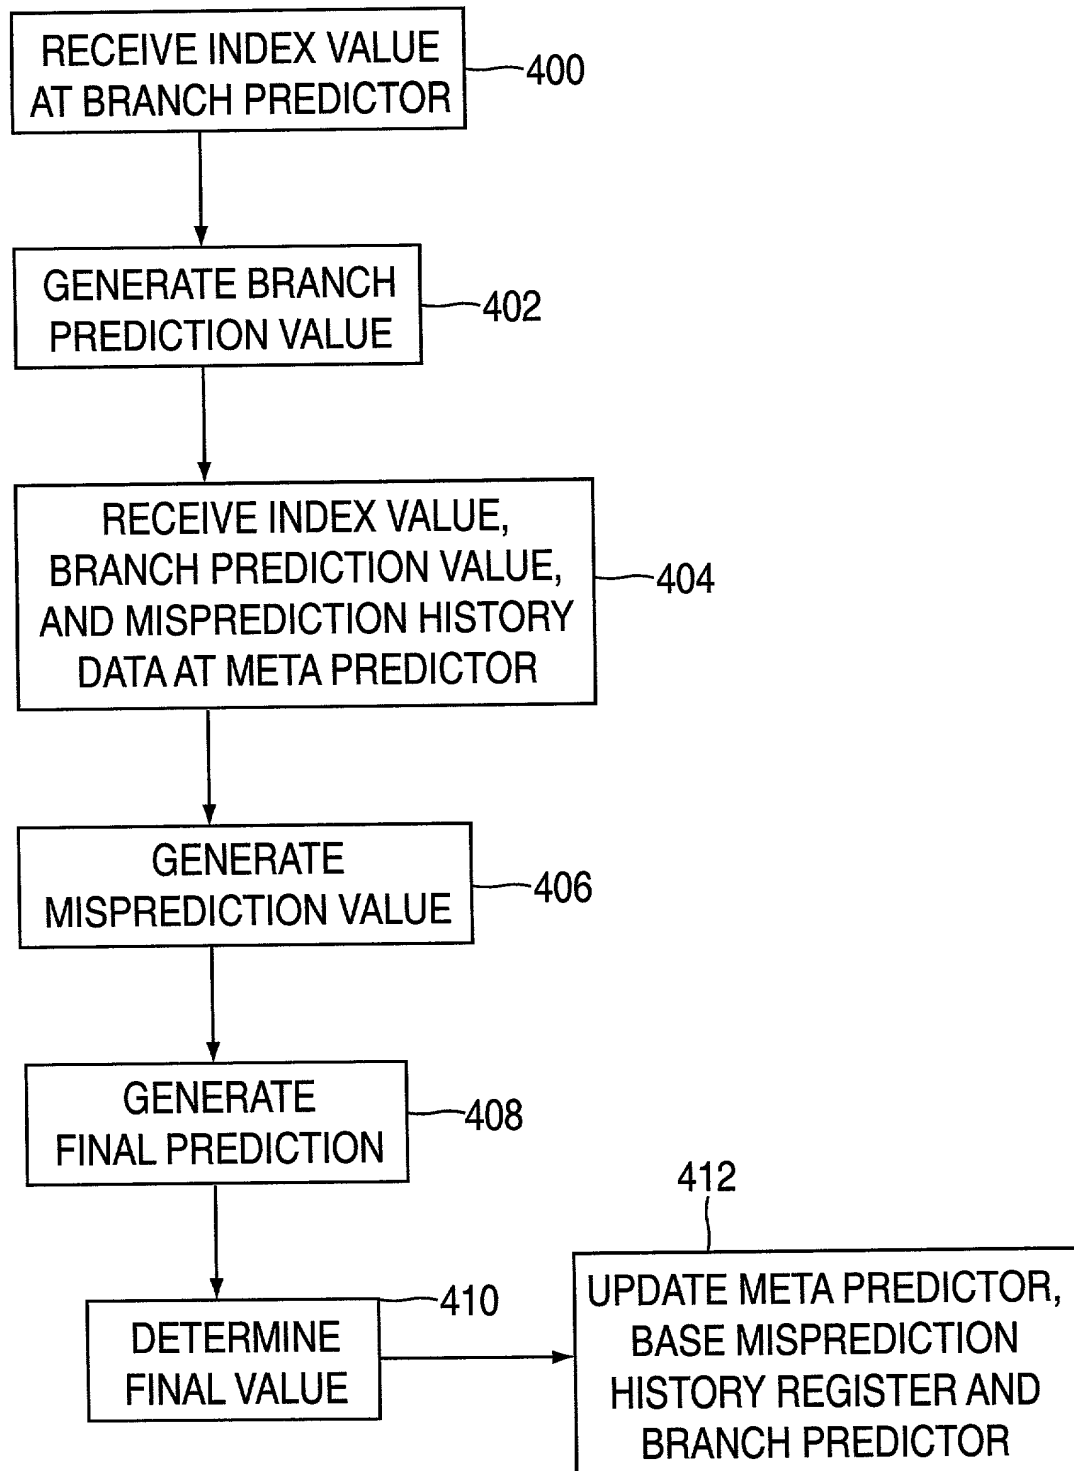 RECEIVE INDEX VALUE
AT BRANCH PREDICTOR
400
GENERATE BRANCH
PREDICTION VALUE
402
RECEIVE INDEX VALUE,
BRANCH PREDICTION VALUE,
AND MISPREDICTION HISTORY
DATA AT META PREDICTOR
404
GENERATE
MISPREDICTION VALUE
406
GENERATE
FINAL PREDICTION
408
DETERMINE
FINAL VALUE
410
412
UPDATE META PREDICTOR,
BASE MISPREDICTION
HISTORY REGISTER AND
BRANCH PREDICTOR